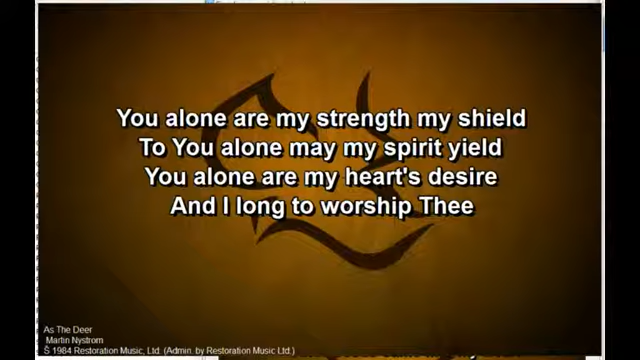 You alone are my strength my shield
To You alone may my spirit yield
You alone are my heart's desire
And I long to worship Thee
As The Deer
Martin Nystrom
Š 1984 Restoration Music, Ltd. (Admin. by Restoration Music Ltd.)